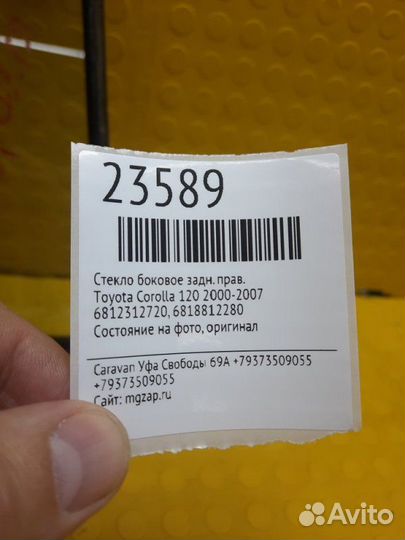 23589
Стекло боковое задн. прав.
Toyota Corolla 120 2000-2007
6812312720, 6818812280
Состояние на фото, оригинал
Caravan Уфа Свободы 69А +79373509055
+79373509055
Сайт: mgzap.ru
Avito